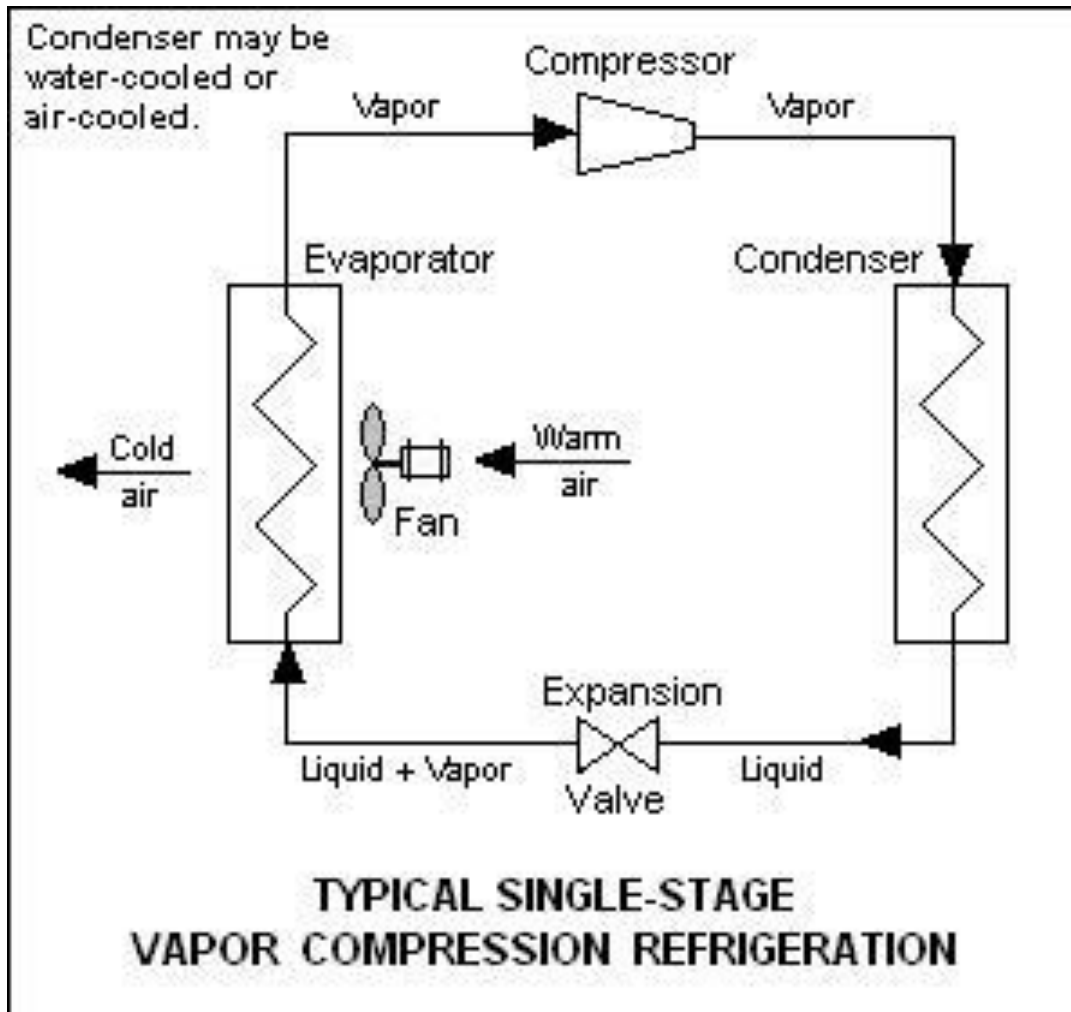 Condenser may be
water-cooled or
air-cooled.
Compressor
Vapor
Vapor
Evaporator
Condenser
Cold
air
Warm
air
Fan
Expansion
Valve
Liquid + Vapor
Liquid
TYPICAL SINGLE-STAGE
VAPOR COMPRESSION REFRIGERATION